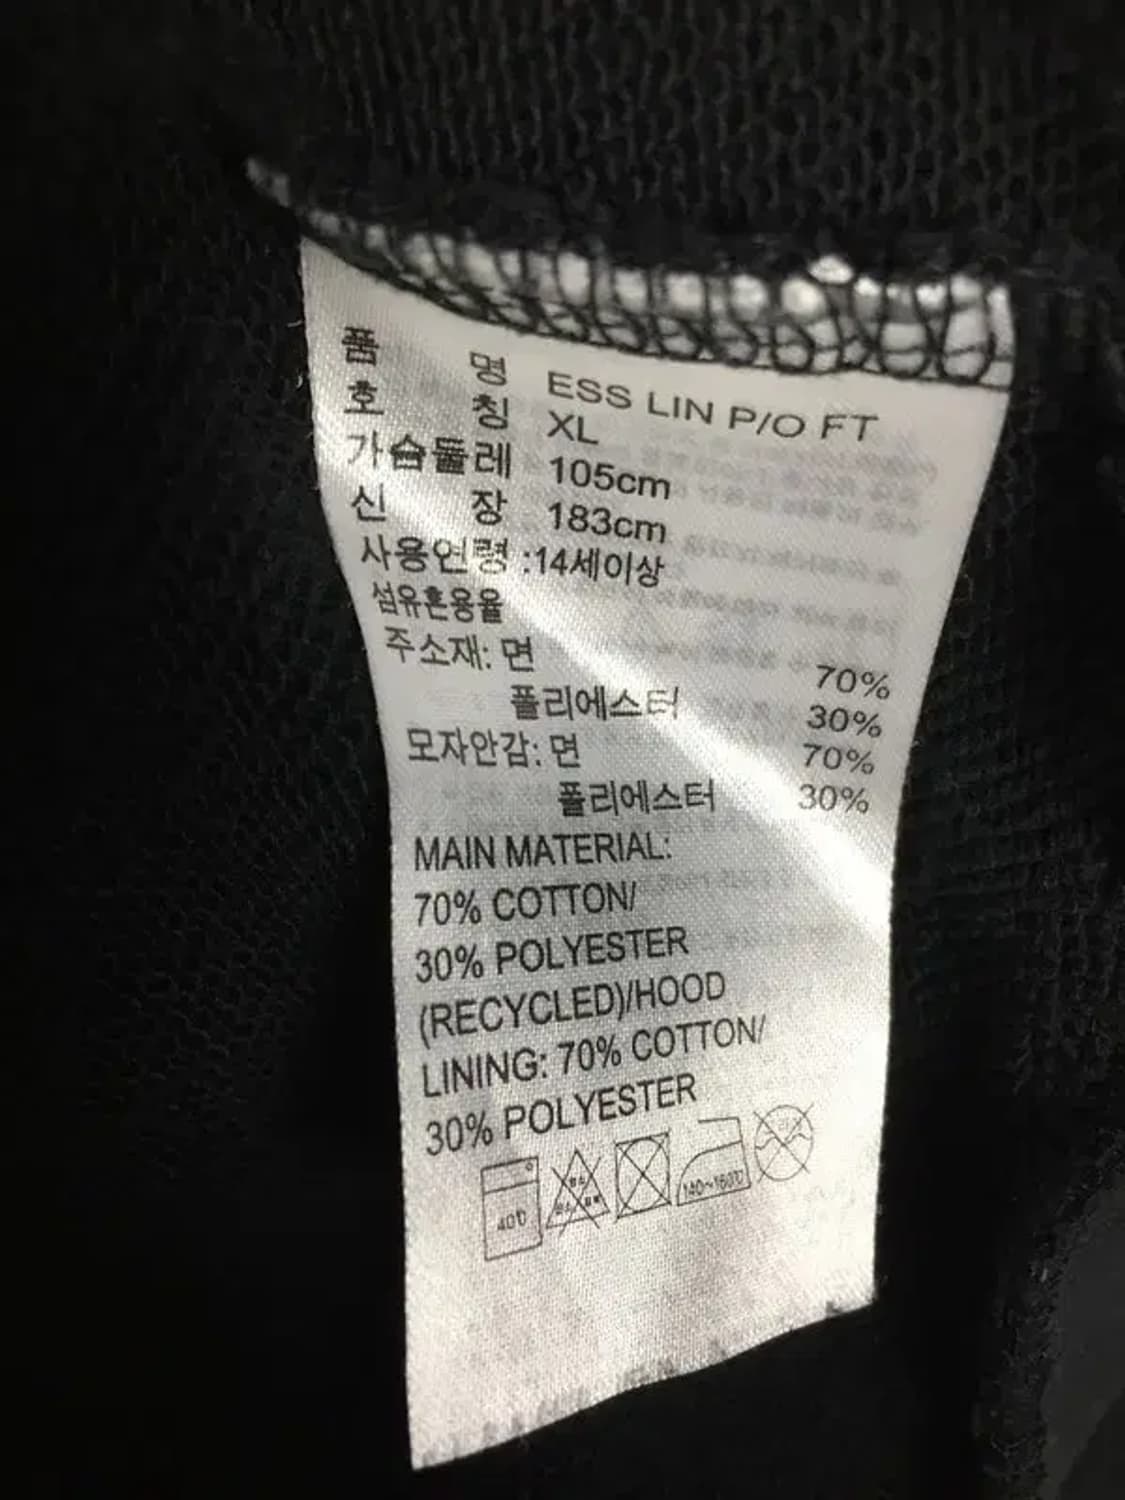 품 명 ESS LIN P/O FT
호 칭 XL
가슴둘레 105cm
신 장 183cm
사용연령 :14세이상
섬유혼용율
주소재: 면 70%
폴리에스터 30%
모자안감: 면 70%
폴리에스터 30%
MAIN MATERIAL:
70% COTTON/
30% POLYESTER
(RECYCLED)/HOOD
LINING: 70% COTTON/
30% POLYESTER
40℃ 140~160℃